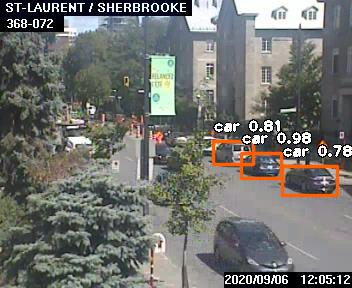 ST-LAURENT / SHERBROOKE
368-072
car 0.81
car 0.98
car 0.78
2020/09/06 12:05:12